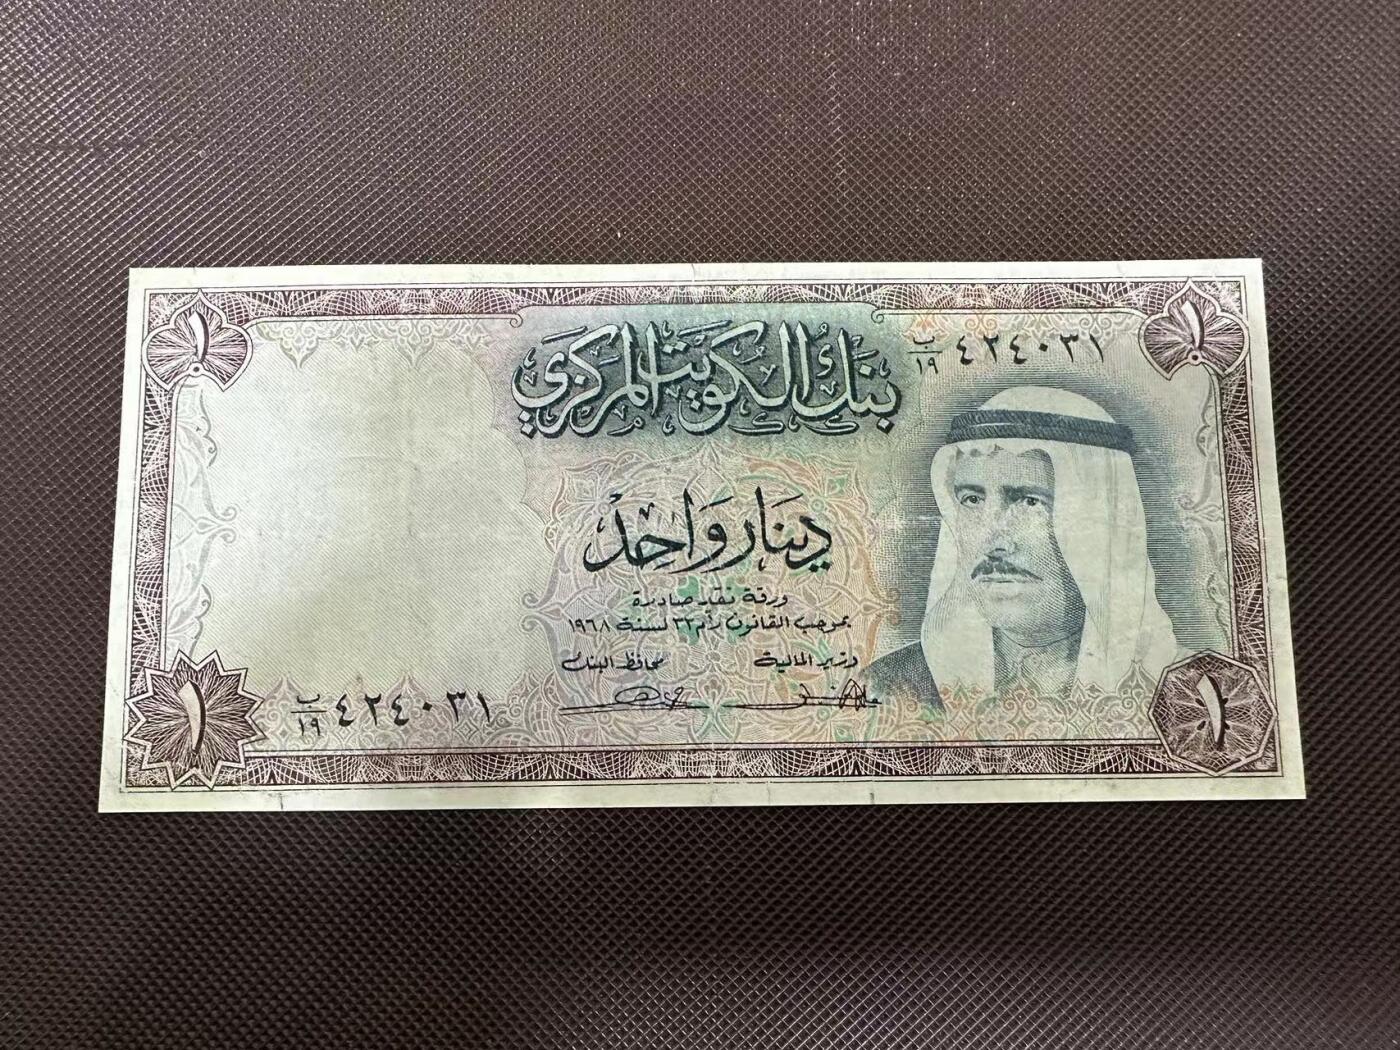 ١
١
بنك الكويت المركزي
ب/١٩ ٤٢٤٠٣١
دينار واحد
ورقة نقد صادرة
بموجب القانون رقم ٣٢ لسنة ١٩٦٨
وزير المالية
محافظ البنك
ب/١٩ ٤٢٤٠٣١
١
١